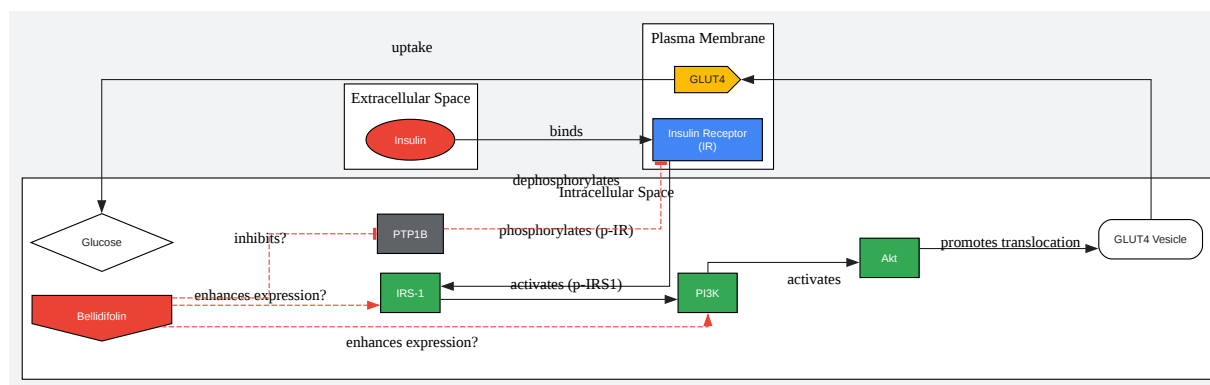 uptake
Plasma Membrane
GLUT4
Extracellular Space
Insulin
binds
Insulin Receptor
(IR)
dephosphorylates
Intracellular Space
Glucose
inhibits?
PTP1B
phosphorylates (p-IR)
GLUT4 Vesicle
promotes translocation
Akt
activates
enhances expression?
IRS-1
activates (p-IRS1)
PI3K
Bellidifolin
enhances expression?